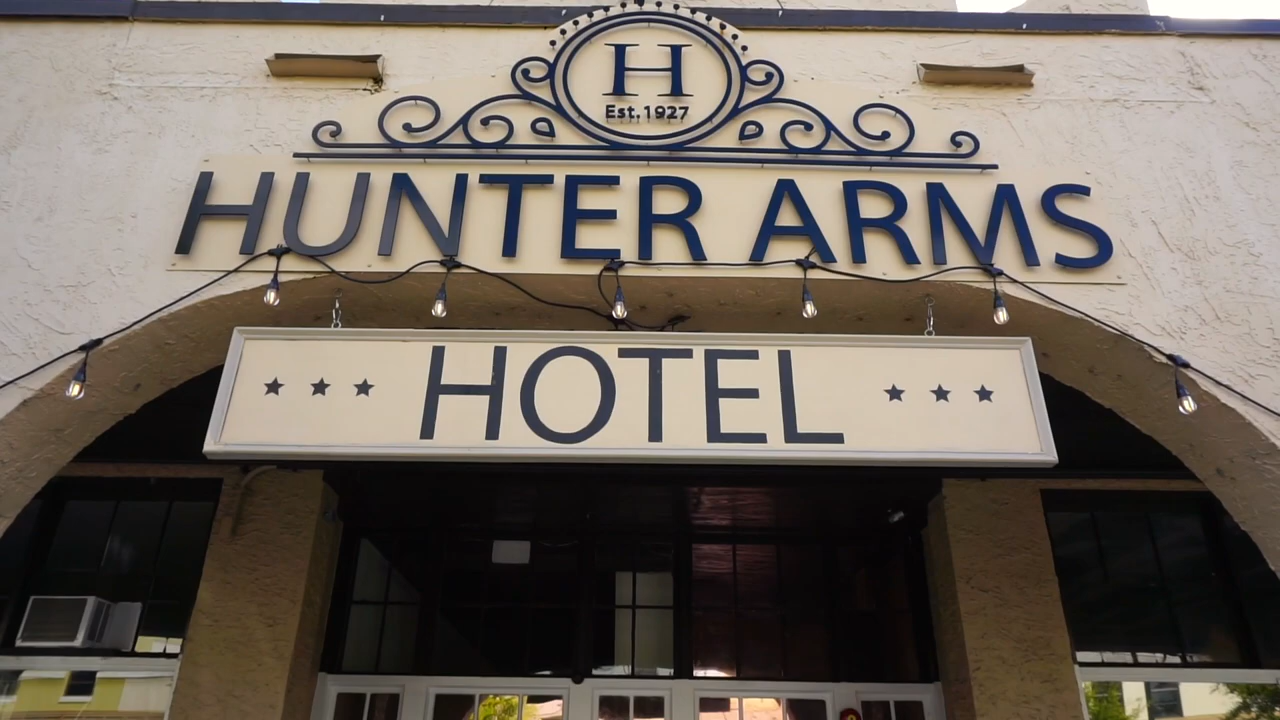 H
Est.1927
HUNTER ARMS
★ ★ ★ HOTEL ★ ★ ★